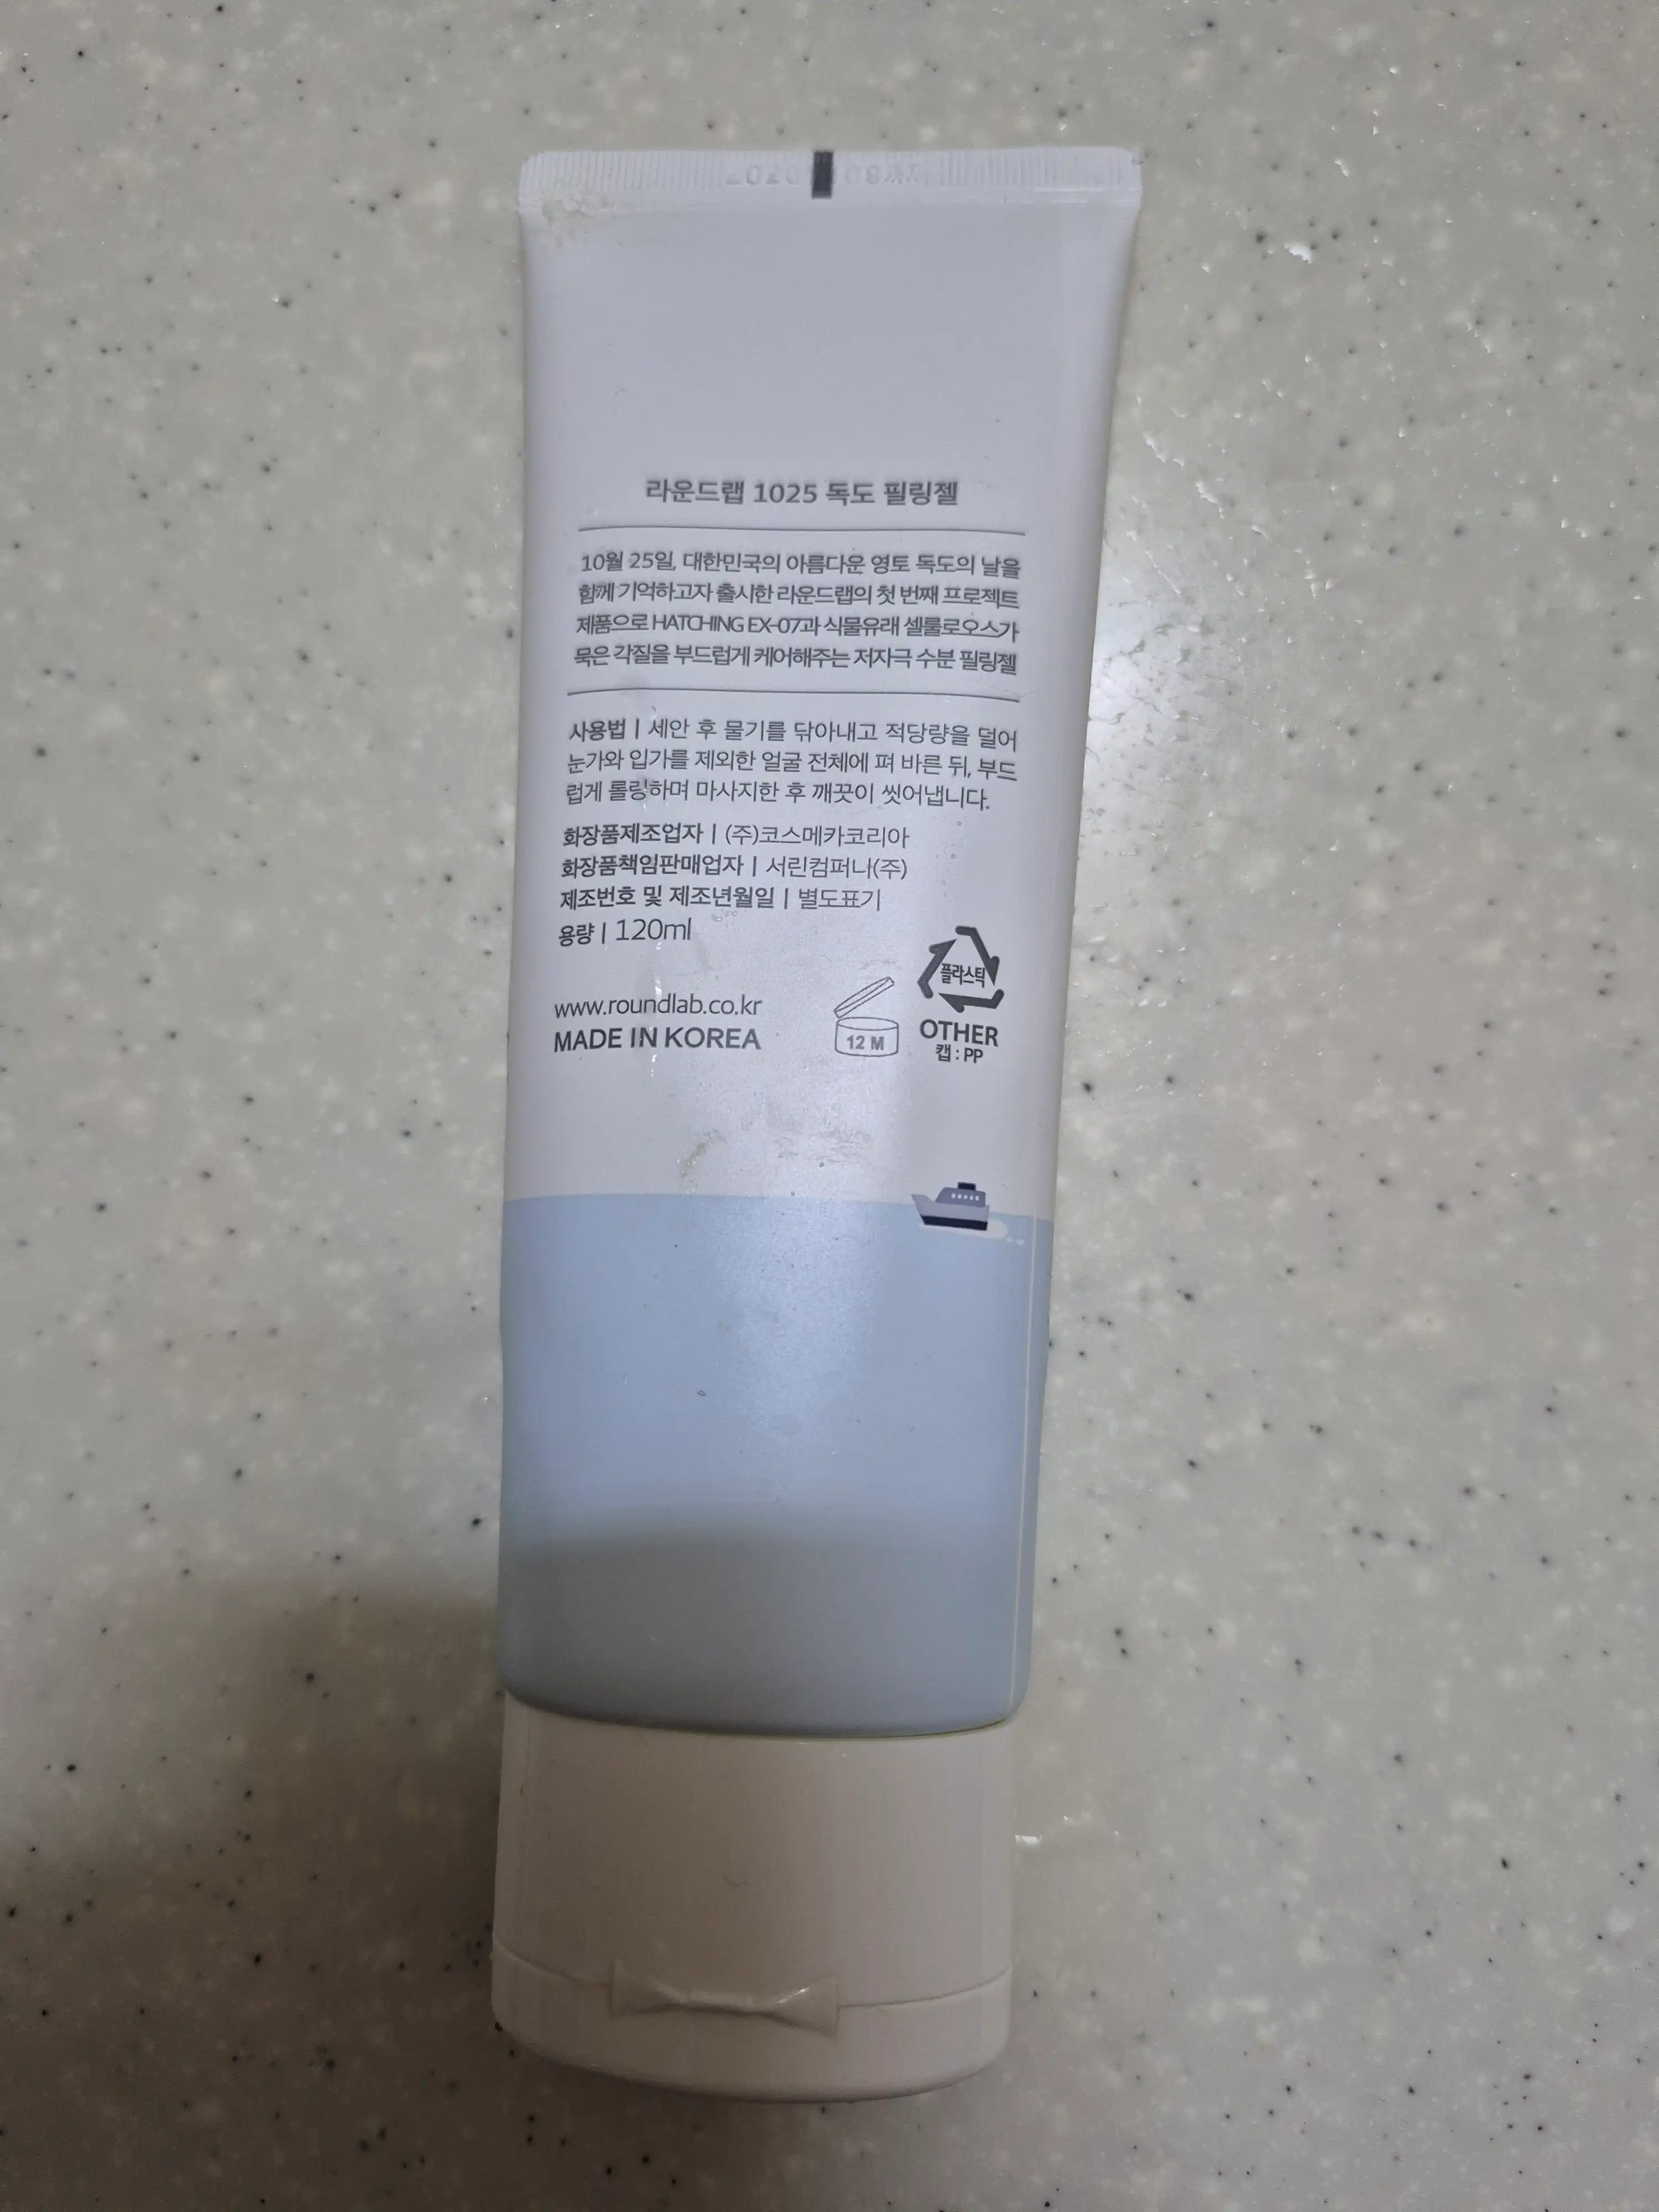 라운드랩 1025 독도 필링젤
10월 25일, 대한민국의 아름다운 영토 독도의 날을
함께 기억하고자 출시한 라운드랩의 첫 번째 프로젝트
제품으로 HATCHING EX-07과 식물유래 셀룰로오스가
묵은 각질을 부드럽게 케어해주는 저자극 수분 필링젤
사용법 | 세안 후 물기를 닦아내고 적당량을 덜어
눈가와 입가를 제외한 얼굴 전체에 펴 바른 뒤, 부드
럽게 롤링하며 마사지한 후 깨끗이 씻어냅니다.
화장품제조업자 | (주)코스메카코리아
화장품책임판매업자 | 서린컴퍼니(주)
제조번호 및 제조년월일 | 별도표기
용량 | 120ml
www.roundlab.co.kr
MADE IN KOREA
12 M
플라스틱
OTHER
캡 : PP